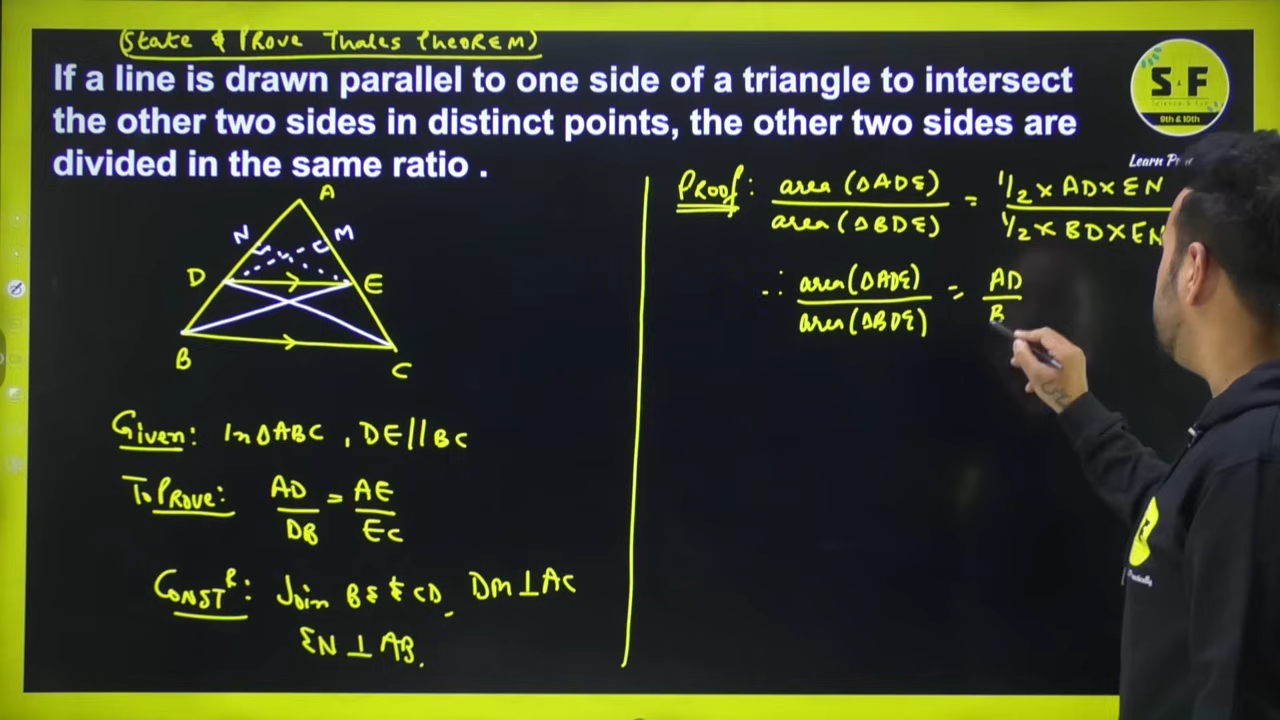 (State & Prove Thales Theorem)
If a line is drawn parallel to one side of a triangle to intersect
the other two sides in distinct points, the other two sides are
divided in the same ratio .
S F
Science & Fun
9th & 10th
Learn
A
N
M
D
E
B
C
Given: In ΔABC , DE||BC
To Prove: AD/DB = AE/EC
Constⁿ: Join BE & CD, DM⊥AC
EN ⊥ AB.
Proof: area (ΔADE)/area (ΔBDE) = 1/2 × AD × EN/1/2 × BD × EN
∴ area(ΔADE)/area(ΔBDE) = AD/B